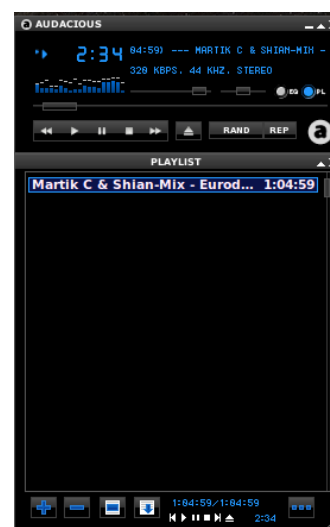 AUDACIOUS
2:34
04:59) --- MARTIK C & SHIAN-MIX -
320 KBPS, 44 KHZ, STEREO
EQ PL
RAND REP
a
PLAYLIST
Martik C & Shian-Mix - Eurod... 1:04:59
1:04:59/1:04:59
2:34